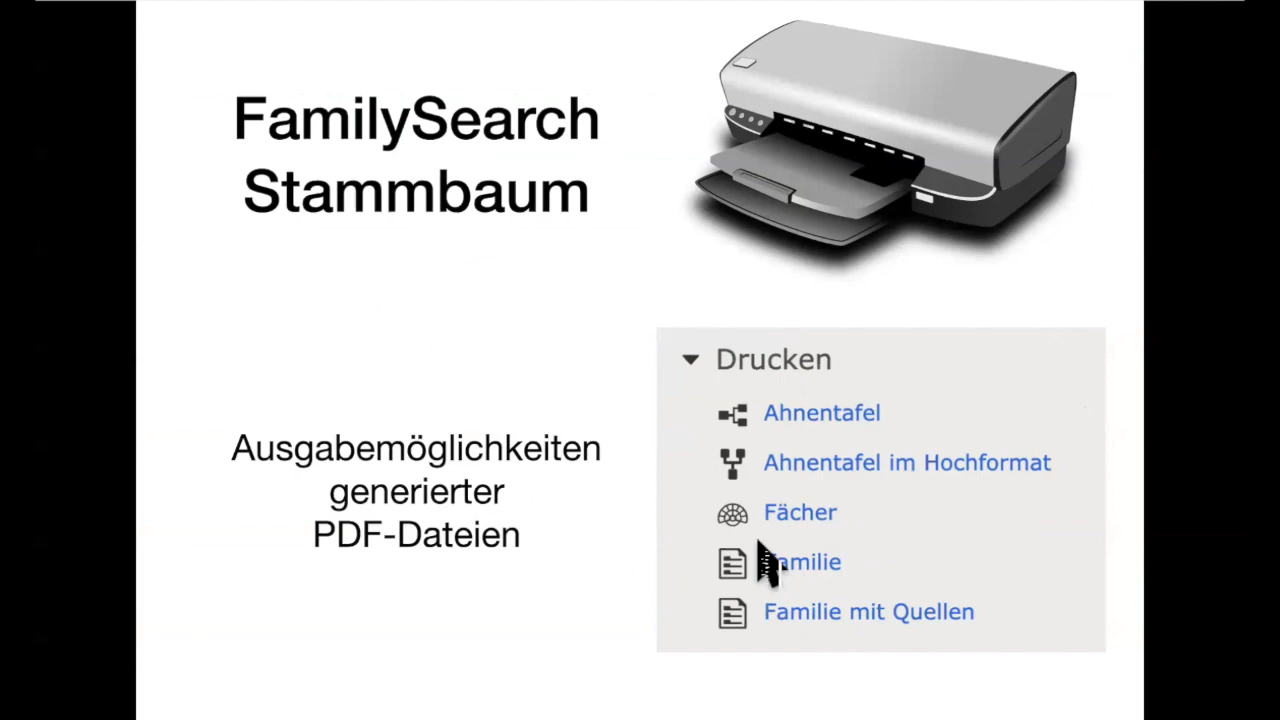 FamilySearch
Stammbaum
Ausgabemöglichkeiten
generierter
PDF-Dateien
Drucken
Ahnentafel
Ahnentafel im Hochformat
Fächer
Familie
Familie mit Quellen